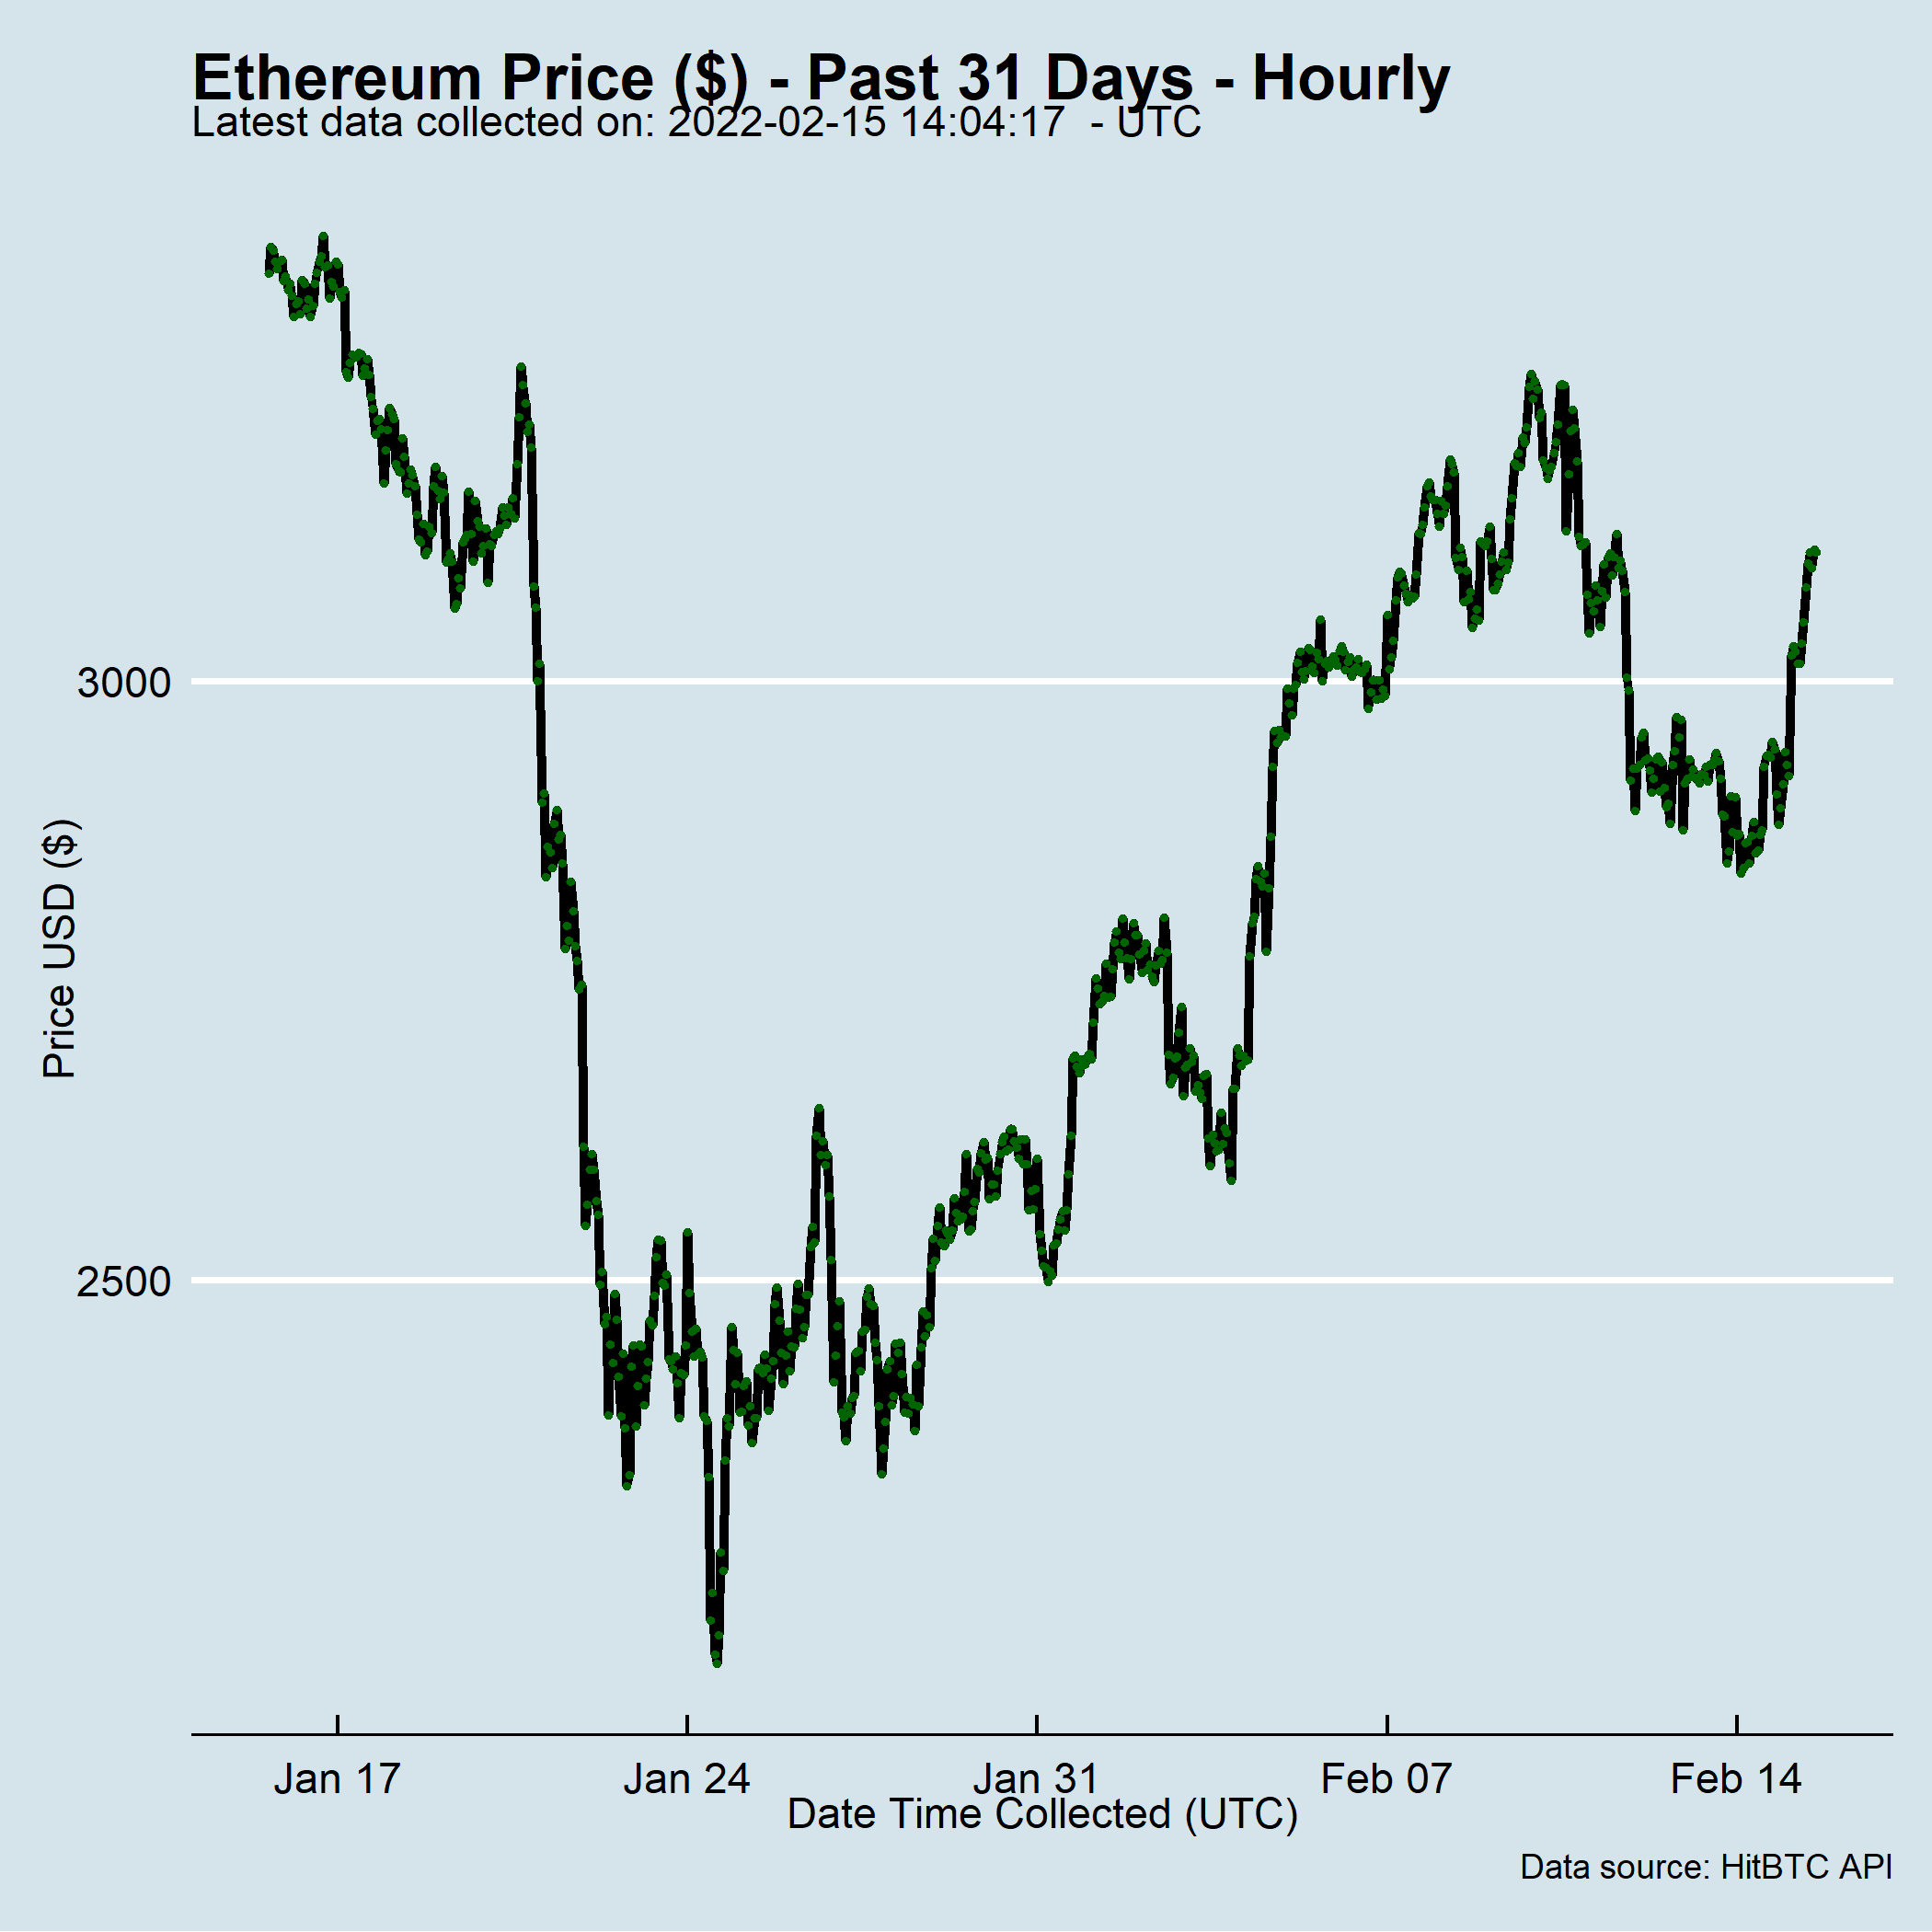 Ethereum Price ($) - Past 31 Days - Hourly
Latest data collected on: 2022-02-15 14:04:17  - UTC
Price USD ($)
3000
2500
Jan 17
Jan 24
Jan 31
Feb 07
Feb 14
Date Time Collected (UTC)
Data source: HitBTC API